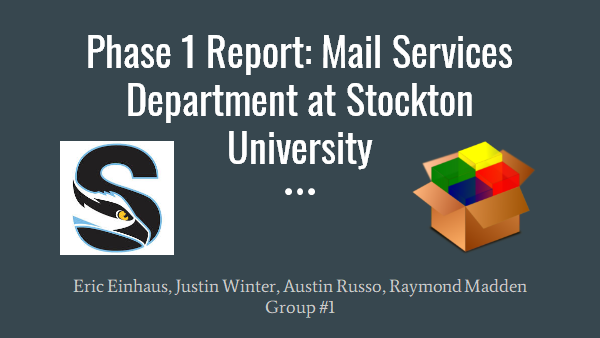 Phase 1 Report: Mail Services
Department at Stockton
University
Eric Einhaus, Justin Winter, Austin Russo, Raymond Madden
Group #1